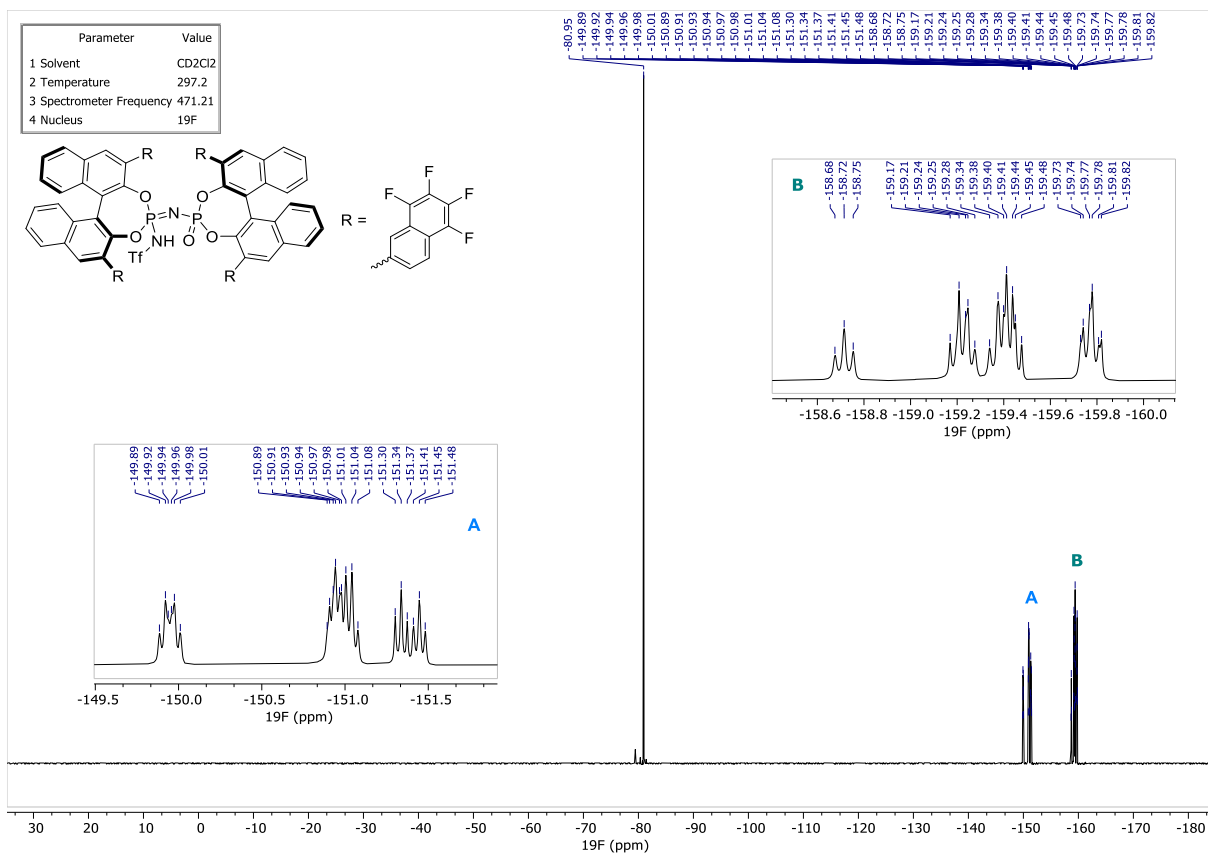 Parameter Value
1 Solvent CD2Cl2
2 Temperature 297.2
3 Spectrometer Frequency 471.21
4 Nucleus 19F
-80.95
-149.89
-149.92
-149.94
-149.96
-149.98
-150.01
-150.89
-150.91
-150.93
-150.94
-150.97
-150.98
-151.01
-151.04
-151.08
-151.30
-151.34
-151.37
-151.41
-151.45
-151.48
-158.68
-158.72
-158.75
-159.17
-159.21
-159.24
-159.25
-159.28
-159.34
-159.38
-159.40
-159.41
-159.44
-159.45
-159.48
-159.73
-159.74
-159.77
-159.78
-159.81
-159.82
R
R
O
O
P
N
P
O
NH
O
O
Tf
R
R
R =
F
F
F
F
B
-158.68
-158.72
-158.75
-159.17
-159.21
-159.24
-159.25
-159.28
-159.34
-159.38
-159.40
-159.41
-159.44
-159.45
-159.48
-159.73
-159.74
-159.77
-159.78
-159.81
-159.82
-158.6 -158.8 -159.0 -159.2 -159.4 -159.6 -159.8 -160.0
19F (ppm)
-149.89
-149.92
-149.94
-149.96
-149.98
-150.01
-150.89
-150.91
-150.93
-150.94
-150.97
-150.98
-151.01
-151.04
-151.08
-151.30
-151.34
-151.37
-151.41
-151.45
-151.48
A
-149.5 -150.0 -150.5 -151.0 -151.5
19F (ppm)
B
A
30 20 10 0 -10 -20 -30 -40 -50 -60 -70 -80 -90 -100 -110 -120 -130 -140 -150 -160 -170 -180
19F (ppm)